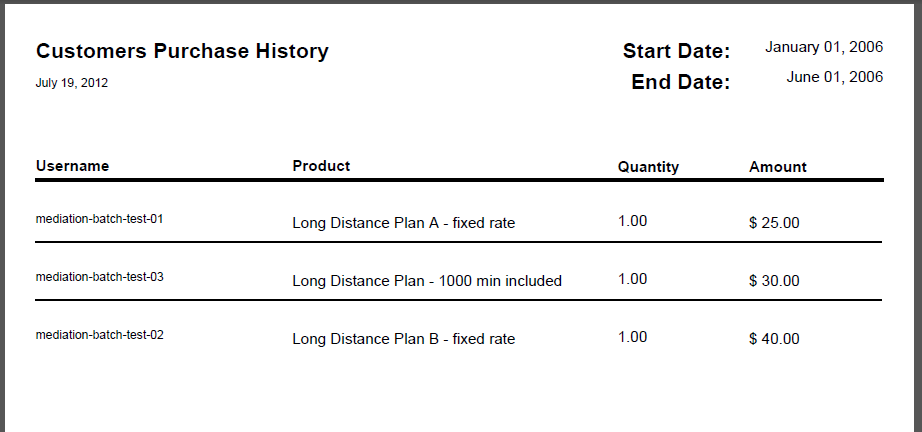 Customers Purchase History
Start Date: January 01, 2006
July 19, 2012
End Date: June 01, 2006
Username Product Quantity Amount
mediation-batch-test-01 Long Distance Plan A - fixed rate 1.00 $ 25.00
mediation-batch-test-03 Long Distance Plan - 1000 min included 1.00 $ 30.00
mediation-batch-test-02 Long Distance Plan B - fixed rate 1.00 $ 40.00